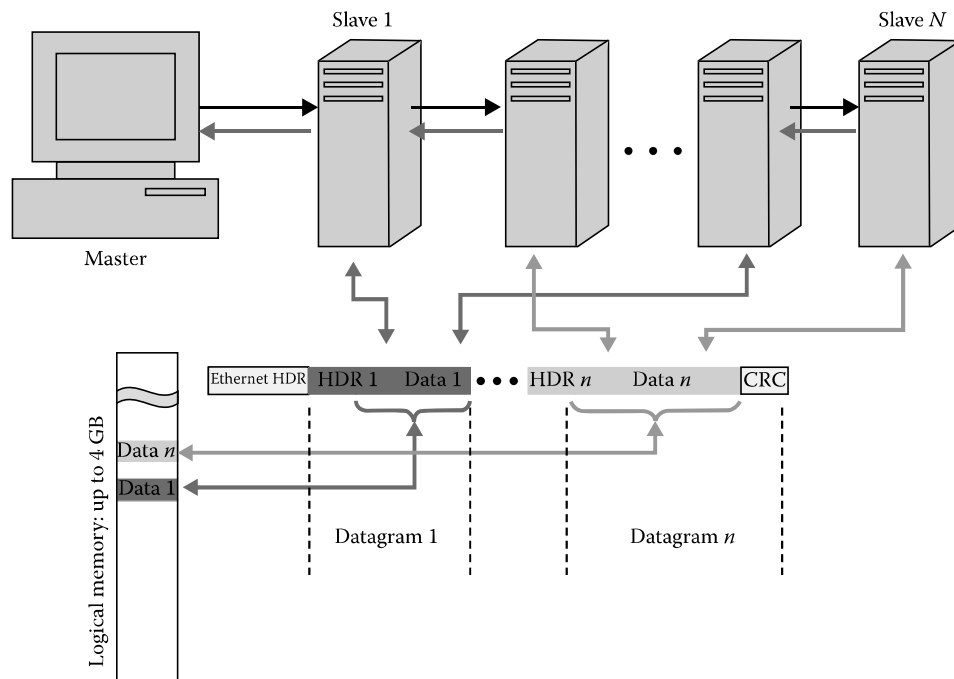 Slave 1
Slave N
Master
Ethernet HDR
HDR 1
Data 1
HDR n
Data n
CRC
Logical memory: up to 4 GB
Data n
Data 1
Datagram 1
Datagram n